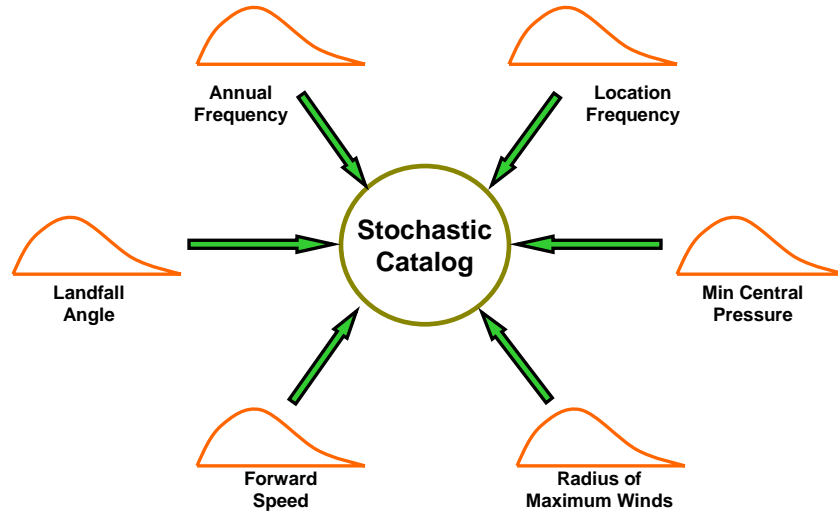 Annual
Frequency
Location
Frequency
Stochastic
Catalog
Landfall
Angle
Min Central
Pressure
Forward
Speed
Radius of
Maximum Winds